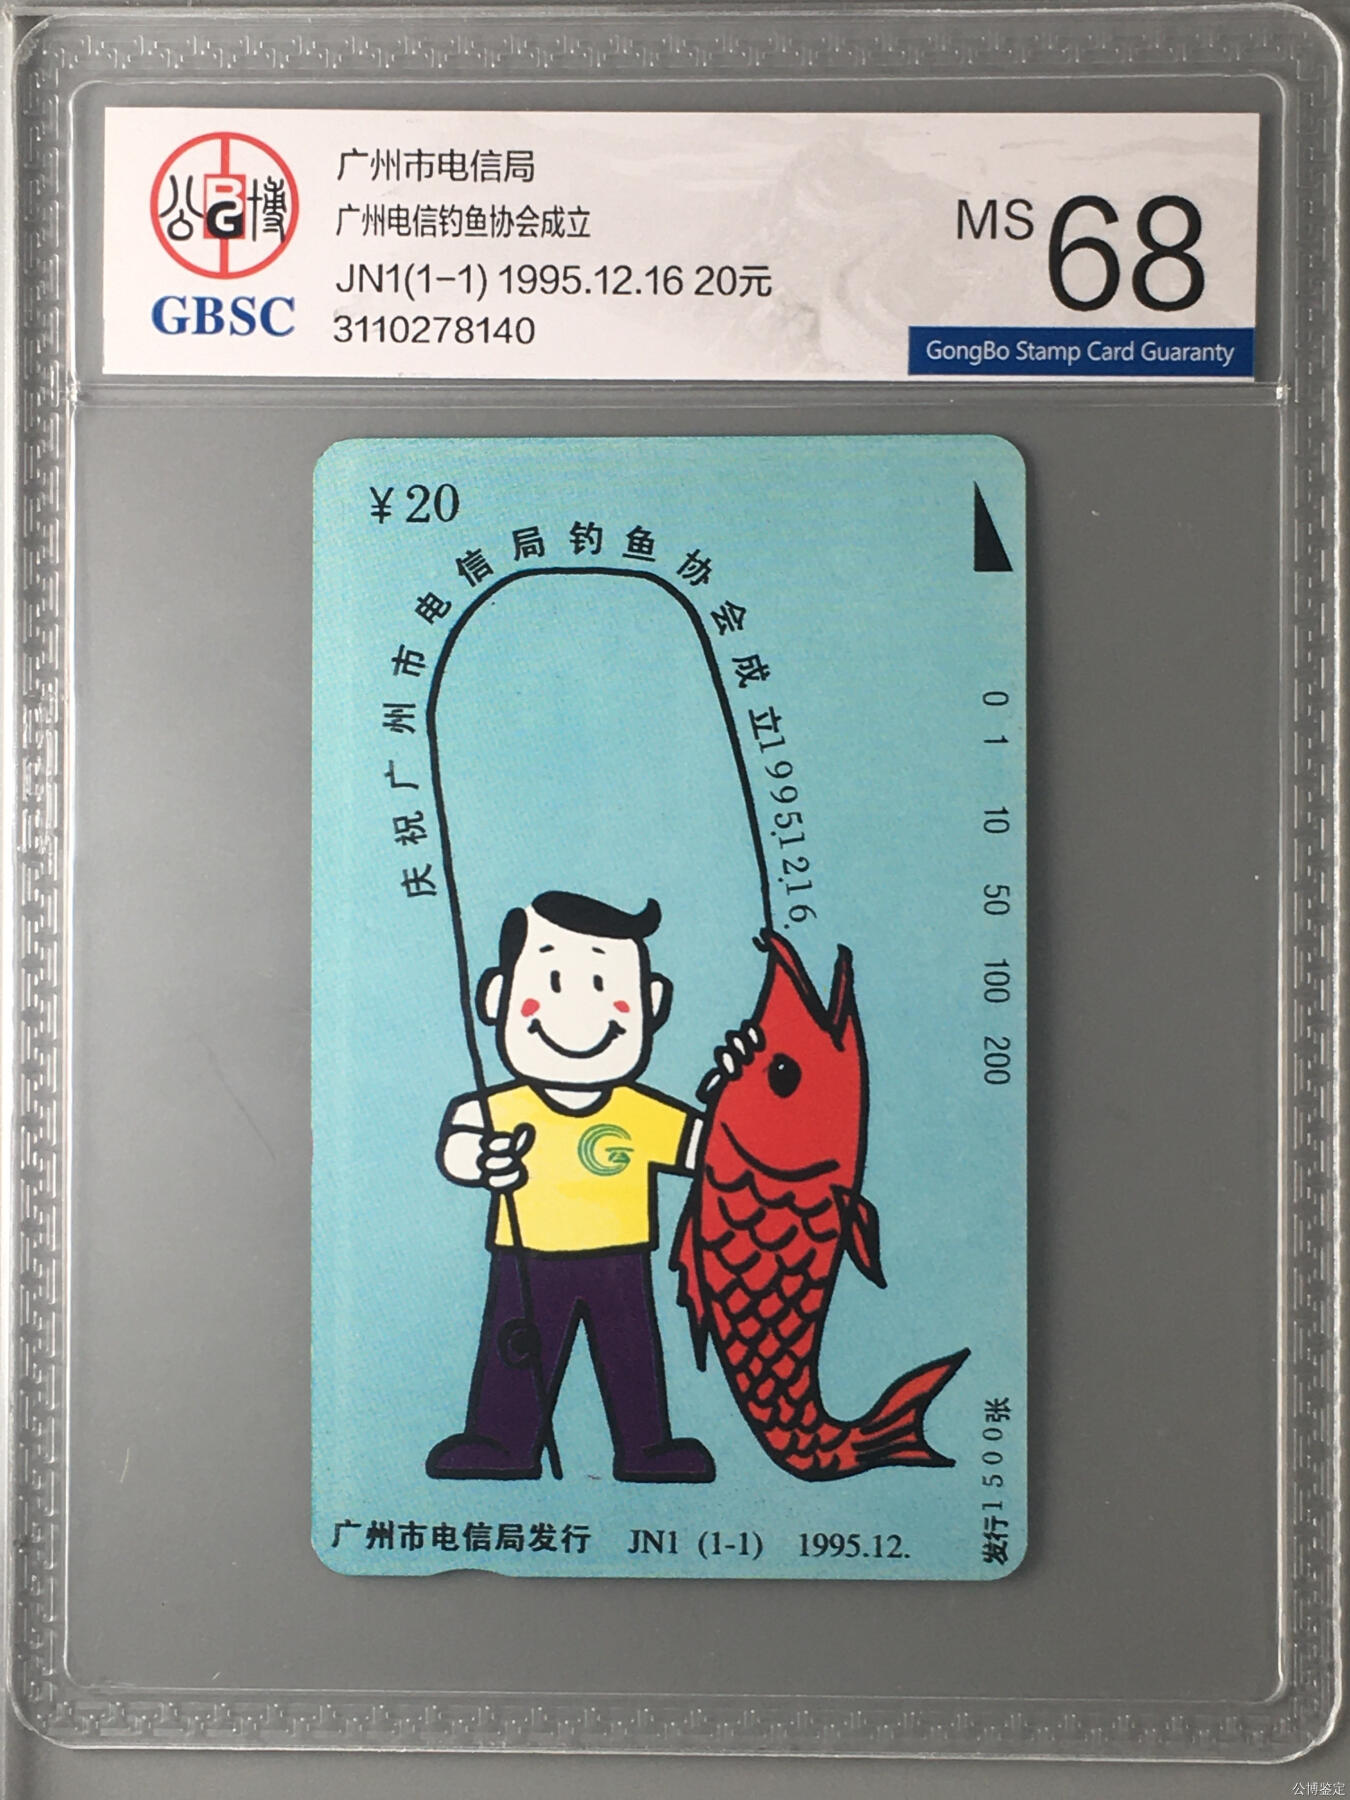 公博
BG
GBSC
广州市电信局
广州电信钓鱼协会成立
JN1(1-1) 1995.12.16 20元
3110278140
MS 68
GongBo Stamp Card Guaranty
¥20
庆祝广州市电信局钓鱼协会成立1995.12.16.
0 1 10 50 100 200
发行1500张
广州市电信局发行 JN1 (1-1) 1995.12.
公博鉴定